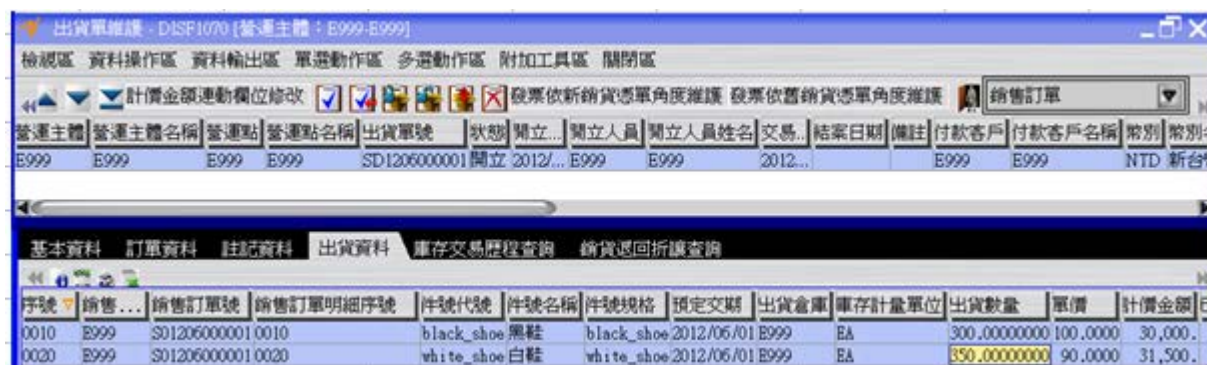 出貨單維護 - DISF1070 [營運主體：E999-E999]
檢視區 資料操作區 資料輸出區 單選動作區 多選動作區 附加工具區 關閉區
計價金額連動欄位修改 發票依新銷貨憑單角度維護 發票依舊銷貨憑單角度維護 銷售訂單
營運主體 營運主體名稱 營運點 營運點名稱 出貨單號 狀態 開立... 開立人員 開立人員姓名 交易... 結案日期 備註 付款客戶 付款客戶名稱 幣別 幣別
E999 E999 E999 E999 SD1206000001 開立 2012/... E999 E999 2012... E999 E999 NTD 新台
基本資料 訂單資料 註記資料 出貨資料 庫存交易歷程查詢 銷貨退回折讓查詢
序號 銷售... 銷售訂單號 銷售訂單明細序號 件號代號 件號名稱 件號規格 預定交期 出貨倉庫 庫存計量單位 出貨數量 單價 計價金額
0010 E999 SO1206000001 0010 black_shoe 黑鞋 black_shoe 2012/06/01 E999 EA 300.00000000 100.0000 30,000.
0020 E999 SO1206000001 0020 white_shoe 白鞋 white_shoe 2012/06/01 E999 EA 350.00000000 90.0000 31,500.